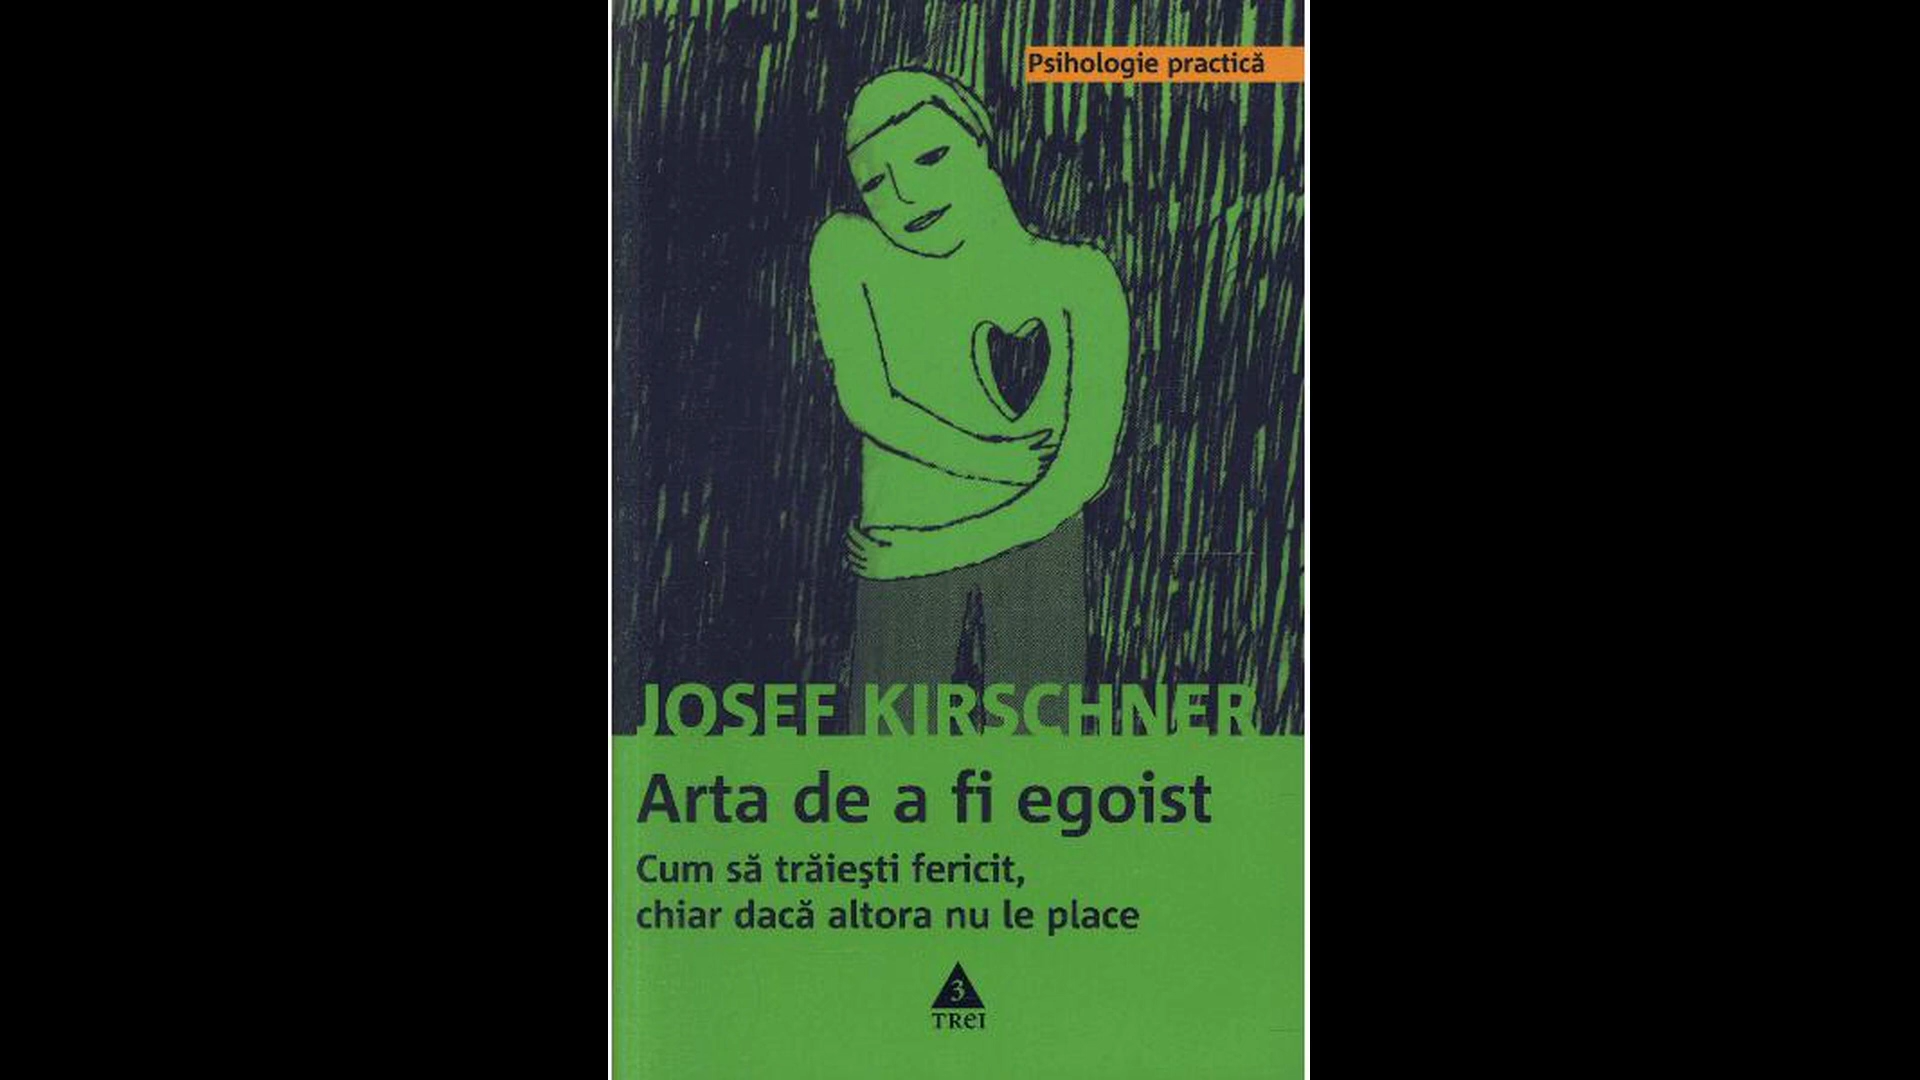 Psihologie practică
JOSEF KIRSCHNER
Arta de a fi egoist
Cum să trăieşti fericit,
chiar dacă altora nu le place
3
TREI